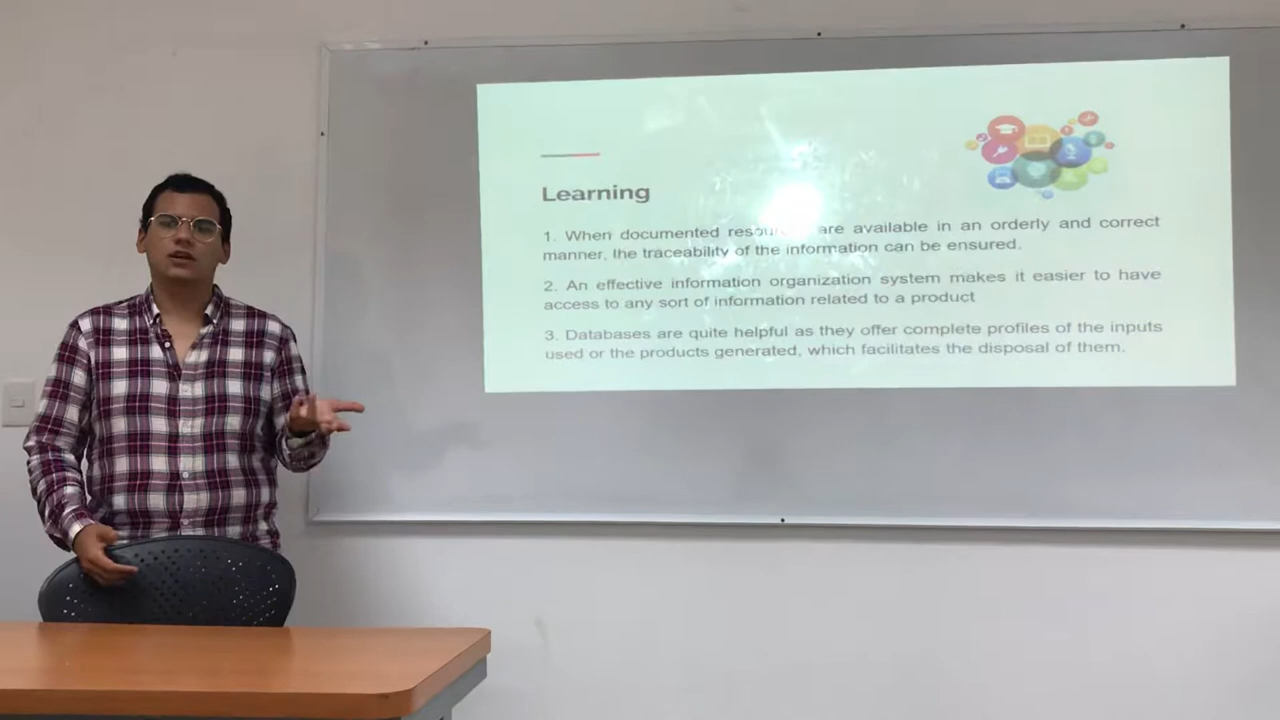 Learning
1. When documented resour are available in an orderly and correct
manner, the traceability of the information can be ensured.
2. An effective information organization system makes it easier to have
access to any sort of information related to a product
3. Databases are quite helpful as they offer complete profiles of the inputs
used or the products generated, which facilitates the disposal of them.